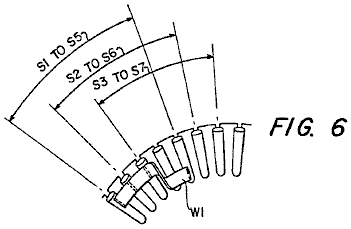 S1 TO S5
S2 TO S6
S3 TO S7
FIG. 6
W1